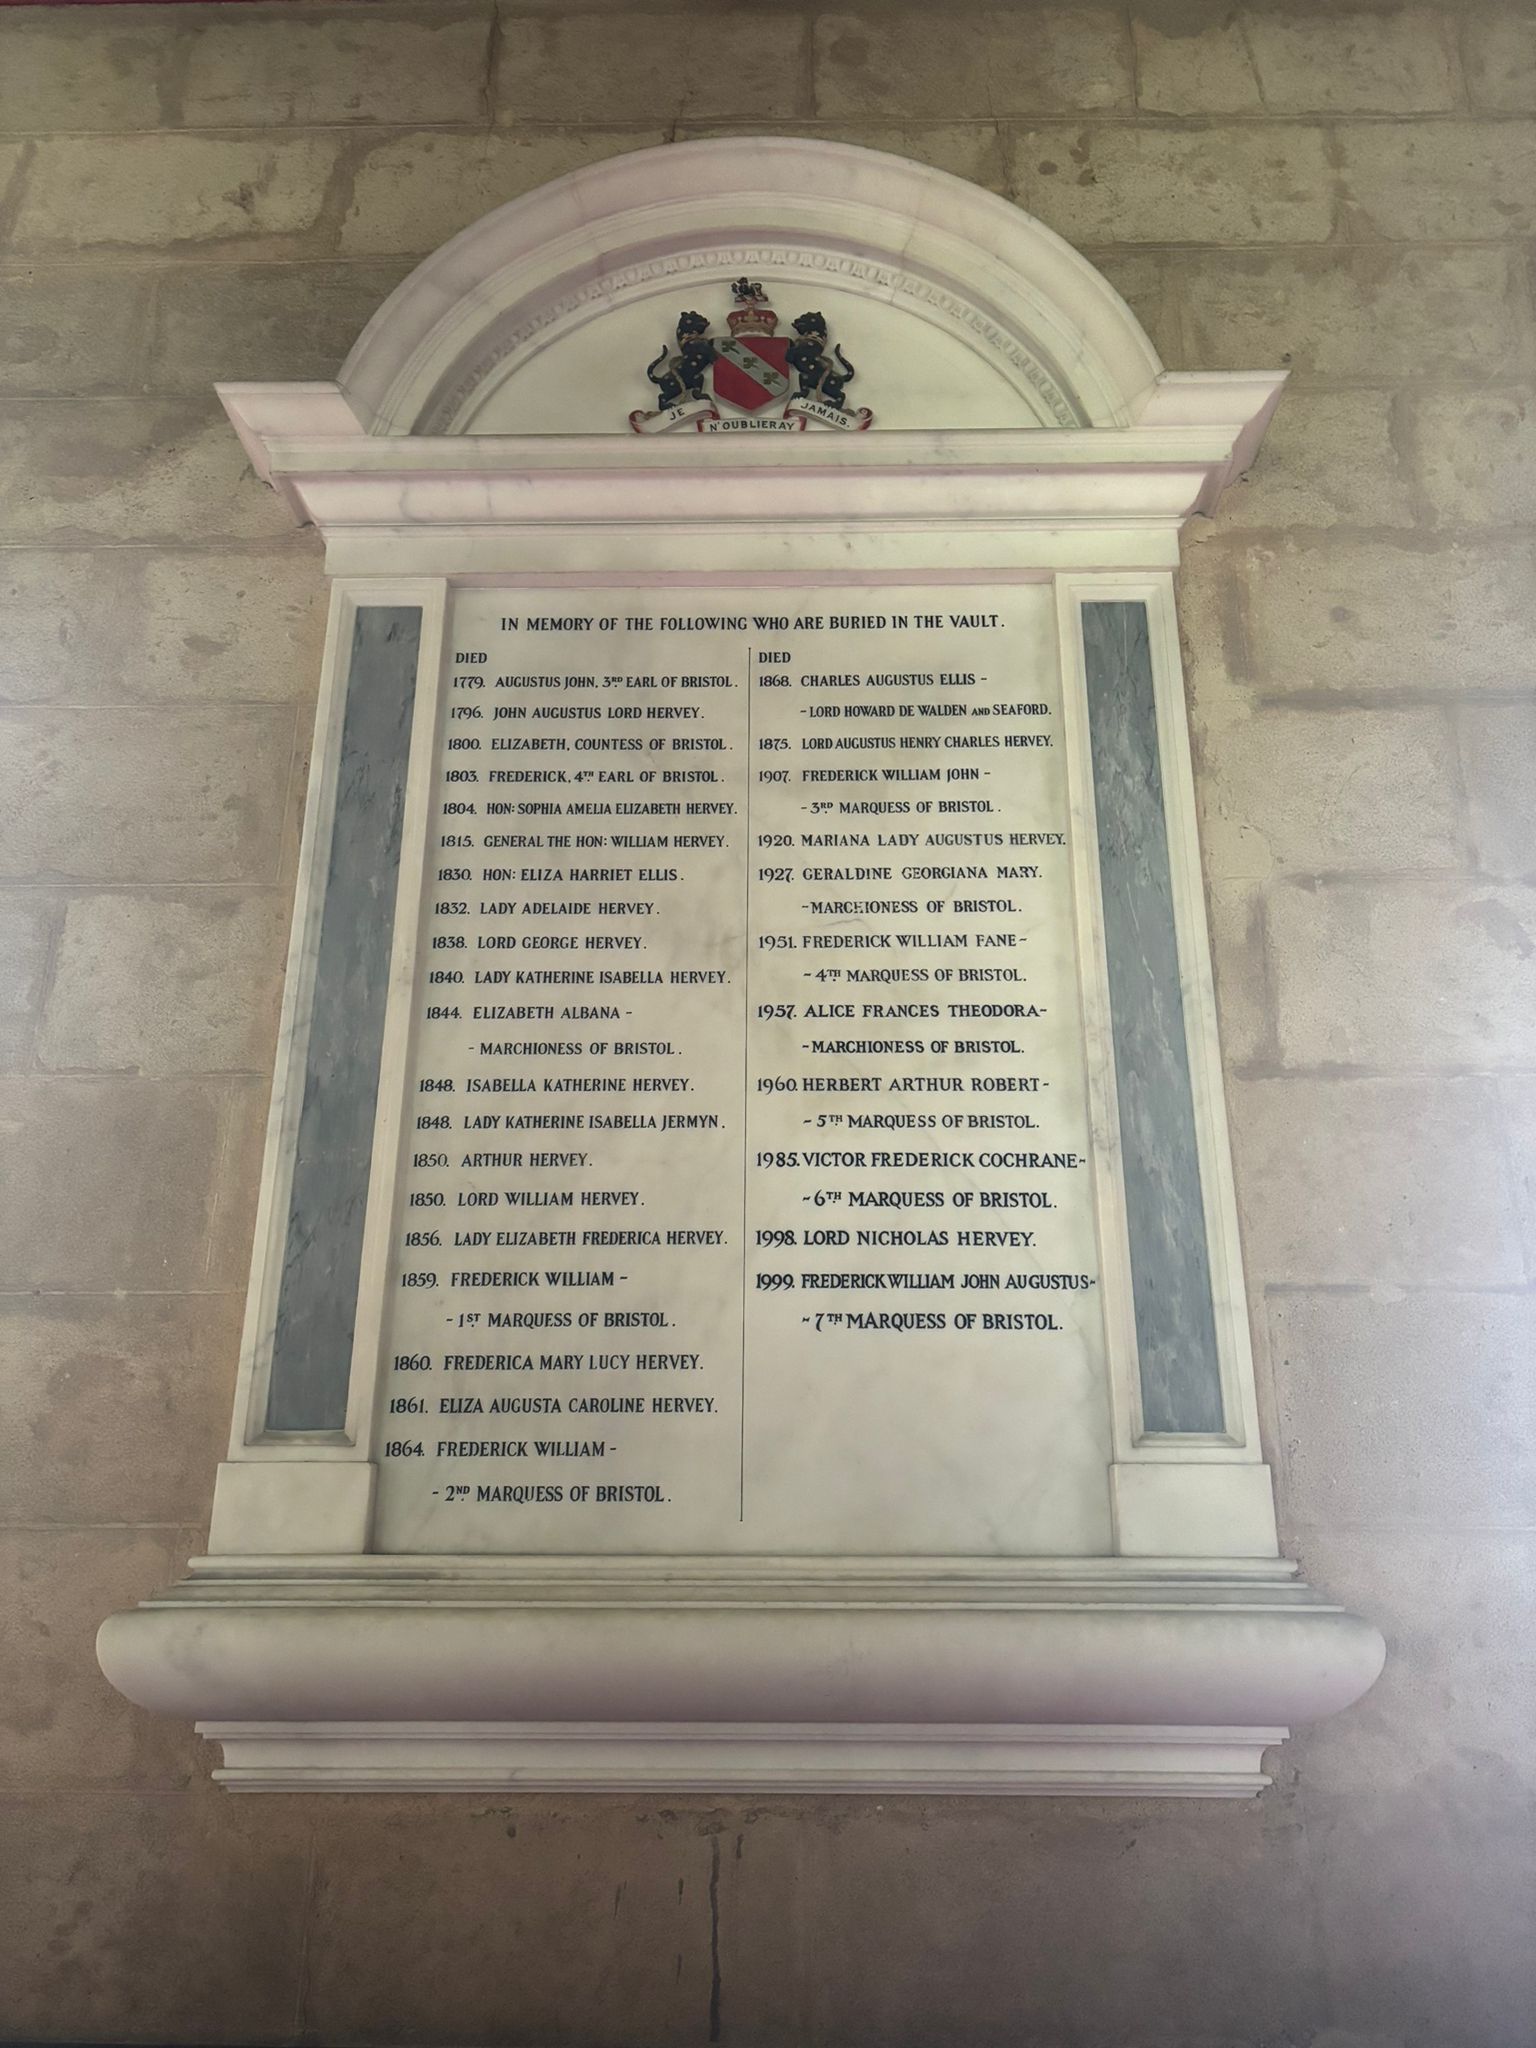 JE N'OUBLIERAY JAMAIS.
IN MEMORY OF THE FOLLOWING WHO ARE BURIED IN THE VAULT.
DIED
1779. AUGUSTUS JOHN, 3RD EARL OF BRISTOL.
1796. JOHN AUGUSTUS LORD HERVEY.
1800. ELIZABETH, COUNTESS OF BRISTOL.
1803. FREDERICK, 4TH EARL OF BRISTOL.
1804. HON: SOPHIA AMELIA ELIZABETH HERVEY.
1815. GENERAL THE HON: WILLIAM HERVEY.
1830. HON: ELIZA HARRIET ELLIS.
1832. LADY ADELAIDE HERVEY.
1838. LORD GEORGE HERVEY.
1840. LADY KATHERINE ISABELLA HERVEY.
1844. ELIZABETH ALBANA -
- MARCHIONESS OF BRISTOL.
1848. ISABELLA KATHERINE HERVEY.
1848. LADY KATHERINE ISABELLA JERMYN.
1850. ARTHUR HERVEY.
1850. LORD WILLIAM HERVEY.
1856. LADY ELIZABETH FREDERICA HERVEY.
1859. FREDERICK WILLIAM -
- 1ST MARQUESS OF BRISTOL.
1860. FREDERICA MARY LUCY HERVEY.
1861. ELIZA AUGUSTA CAROLINE HERVEY.
1864. FREDERICK WILLIAM -
- 2ND MARQUESS OF BRISTOL.
DIED
1868. CHARLES AUGUSTUS ELLIS -
- LORD HOWARD DE WALDEN AND SEAFORD.
1875. LORD AUGUSTUS HENRY CHARLES HERVEY.
1907. FREDERICK WILLIAM JOHN -
- 3RD MARQUESS OF BRISTOL.
1920. MARIANA LADY AUGUSTUS HERVEY.
1927. GERALDINE GEORGIANA MARY.
- MARCHIONESS OF BRISTOL.
1951. FREDERICK WILLIAM FANE -
- 4TH MARQUESS OF BRISTOL.
1957. ALICE FRANCES THEODORA -
- MARCHIONESS OF BRISTOL.
1960. HERBERT ARTHUR ROBERT -
- 5TH MARQUESS OF BRISTOL.
1985. VICTOR FREDERICK COCHRANE ~
~ 6TH MARQUESS OF BRISTOL.
1998. LORD NICHOLAS HERVEY.
1999. FREDERICK WILLIAM JOHN AUGUSTUS ~
~ 7TH MARQUESS OF BRISTOL.